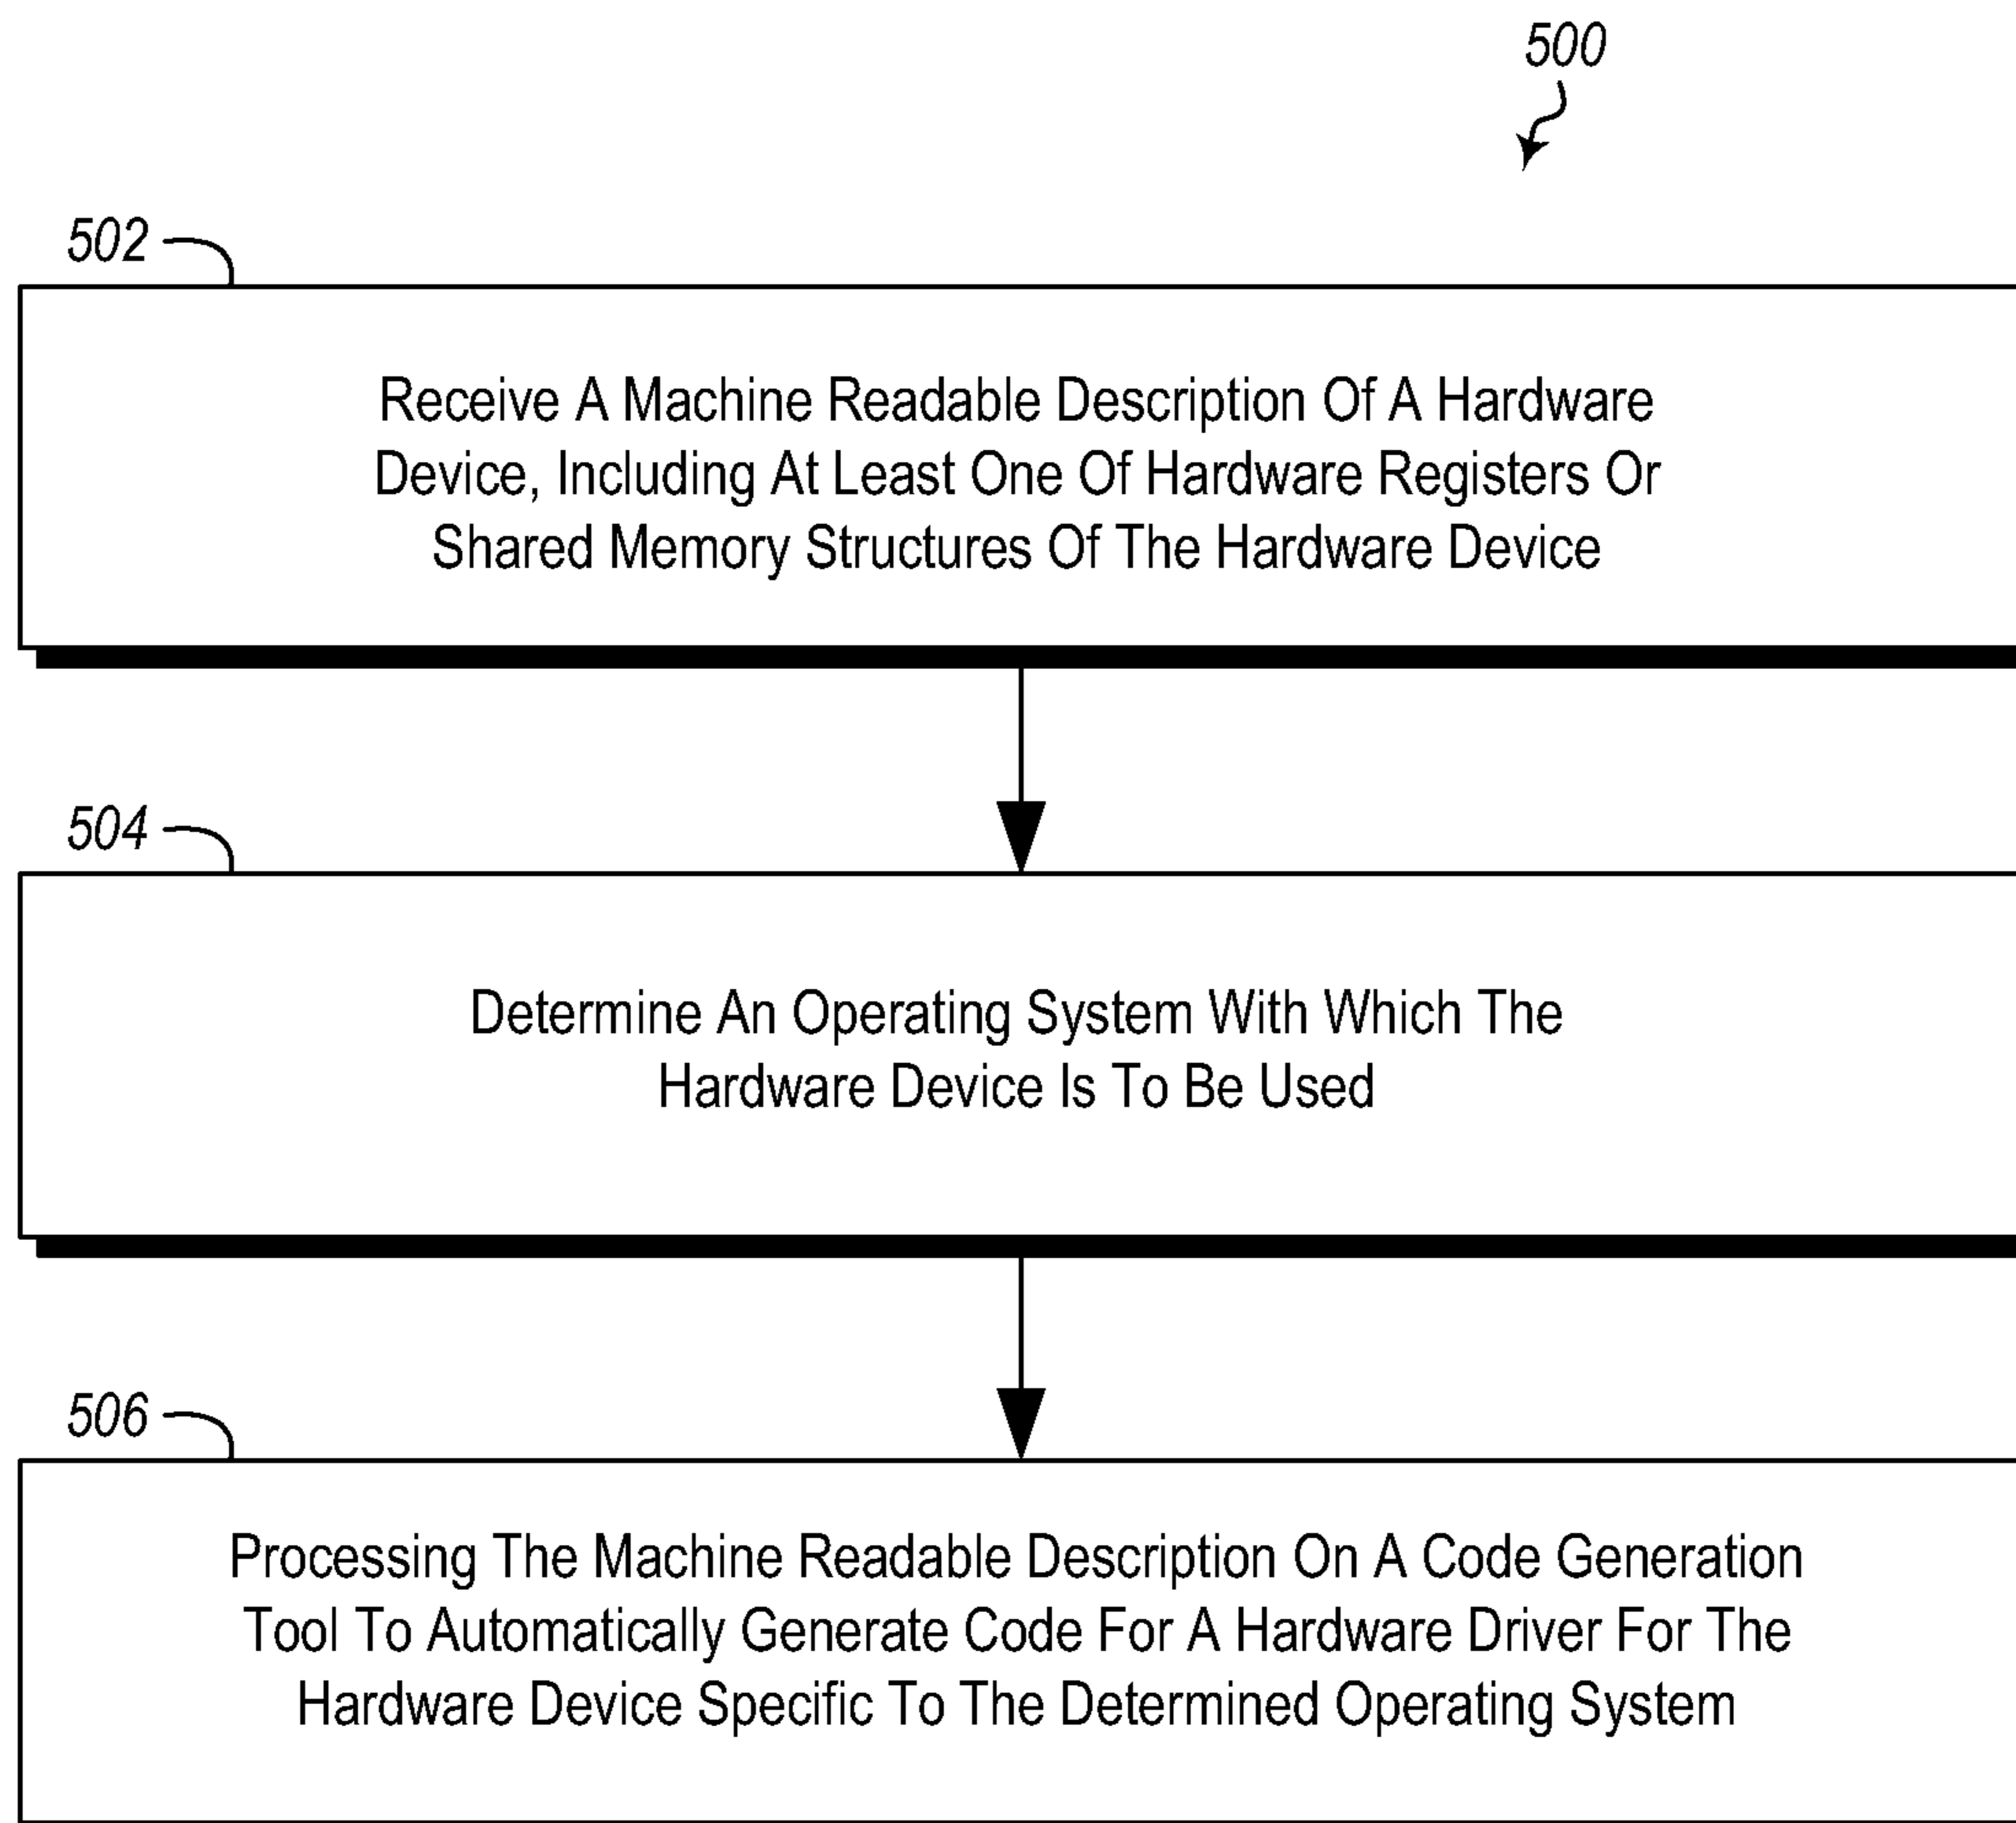 500
502
Receive A Machine Readable Description Of A Hardware
Device, Including At Least One Of Hardware Registers Or
Shared Memory Structures Of The Hardware Device
504
Determine An Operating System With Which The
Hardware Device Is To Be Used
506
Processing The Machine Readable Description On A Code Generation
Tool To Automatically Generate Code For A Hardware Driver For The
Hardware Device Specific To The Determined Operating System